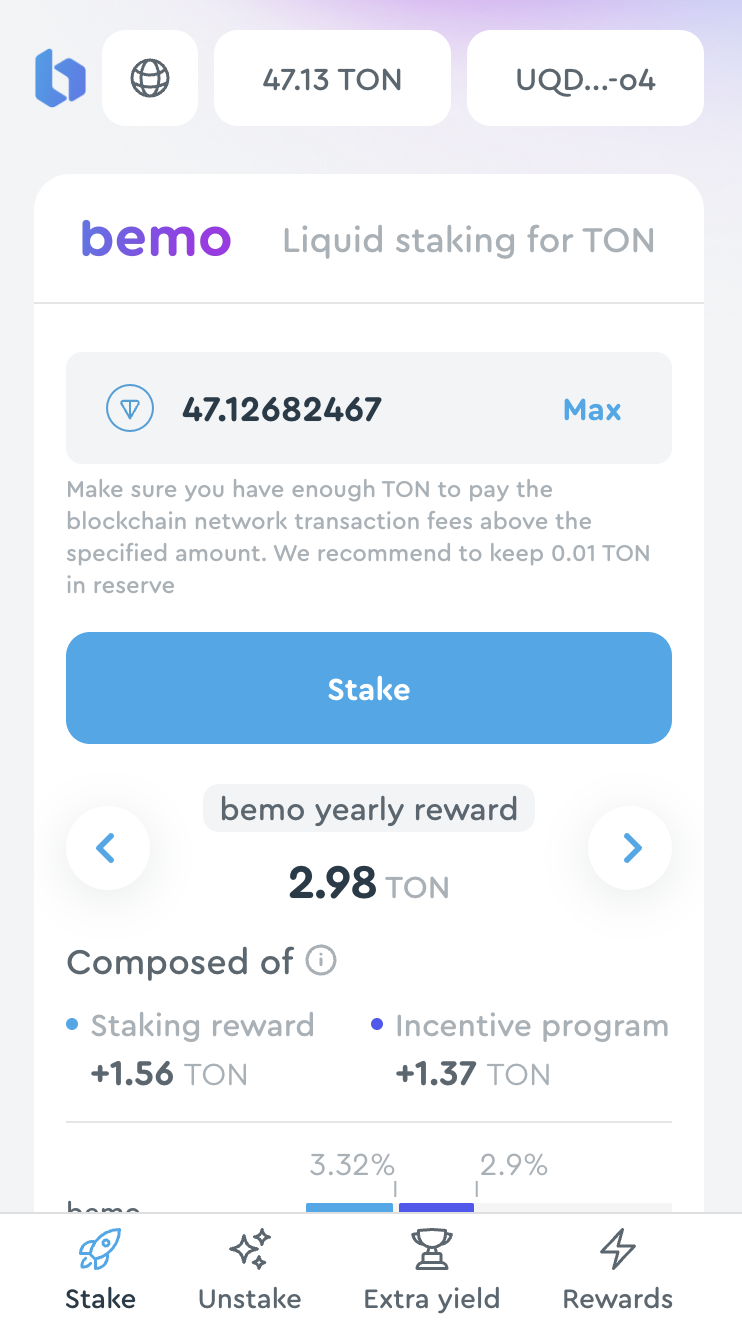 47.13 TON
UQD...-o4
bemo
Liquid staking for TON
47.12682467
Max
Make sure you have enough TON to pay the
blockchain network transaction fees above the
specified amount. We recommend to keep 0.01 TON
in reserve
Stake
bemo yearly reward
2.98 TON
Composed of
Staking reward
Incentive program
+1.56 TON
+1.37 TON
3.32%
2.9%
bemo
Stake
Unstake
Extra yield
Rewards